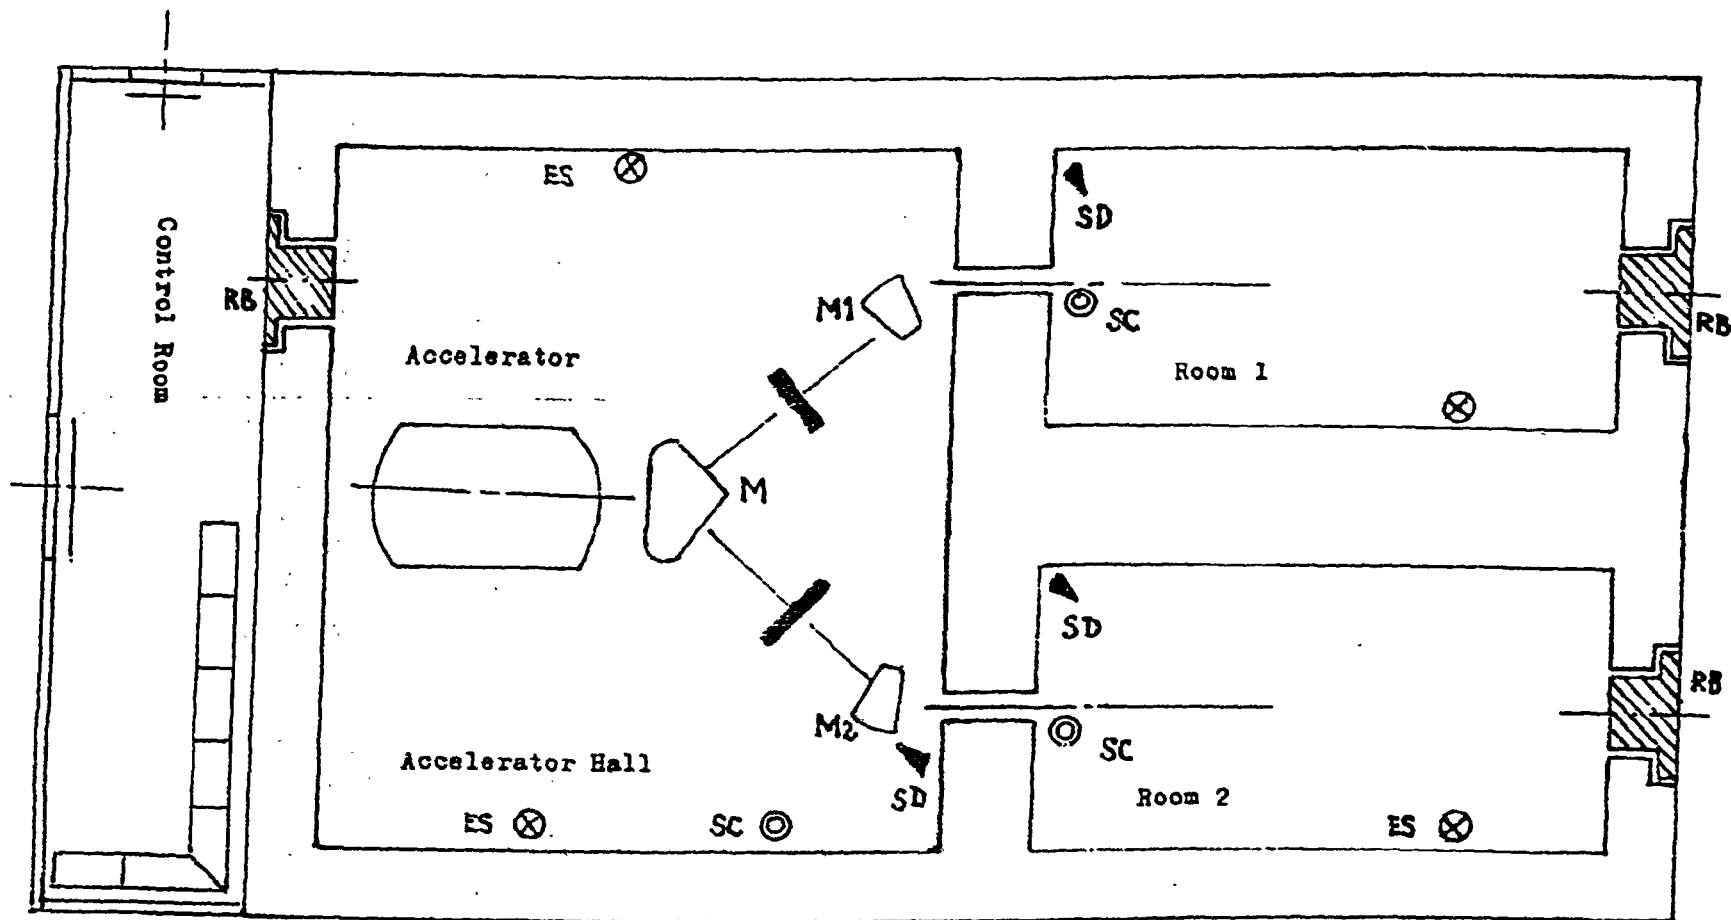 ES
SD
Control Room
RB
M1
SC
RB
Accelerator
Room 1
M
SD
RB
M2
SC
Accelerator Hall
SD
Room 2
ES
SC
ES